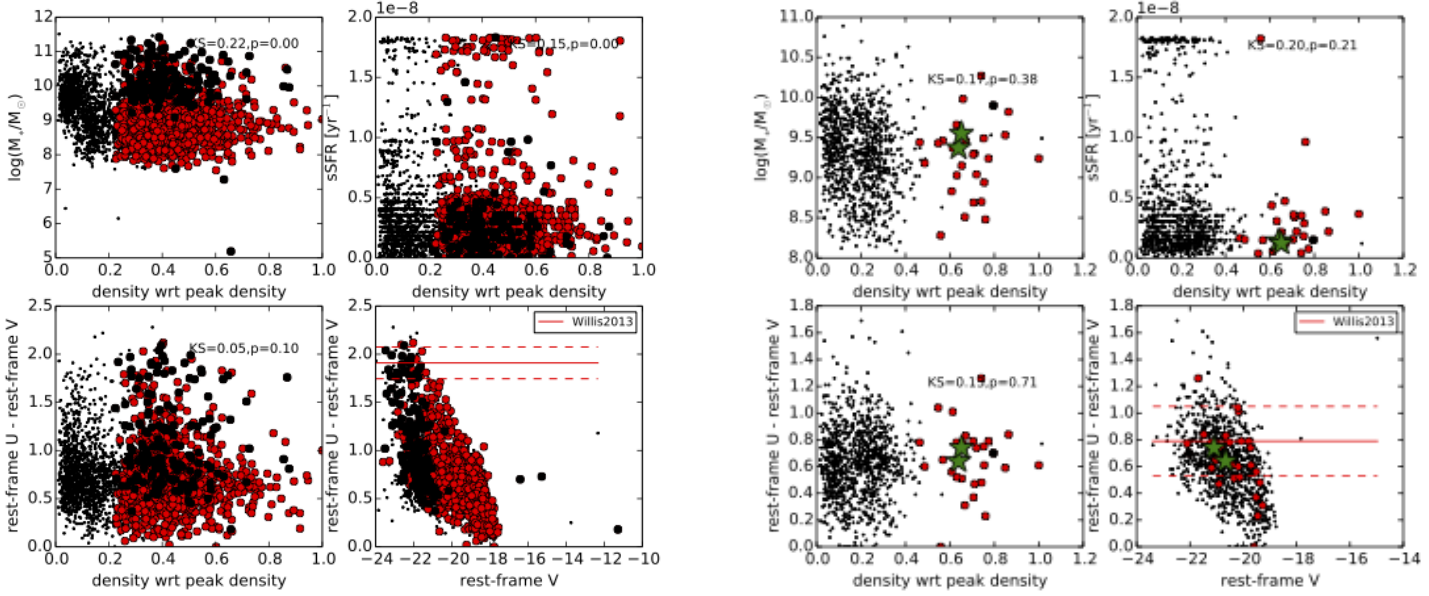 1e−8
1e−8
12
11
10
9
8
7
6
5
log(M*/M☉)
KS=0.22,p=0.00
0.0 0.2 0.4 0.6 0.8 1.0
density wrt peak density
2.0
1.5
1.0
0.5
0.0
sSFR [yr⁻¹]
KS=0.15,p=0.00
0.0 0.2 0.4 0.6 0.8 1.0
density wrt peak density
11.0
10.5
10.0
9.5
9.0
8.5
8.0
log(M*/M☉)
KS=0.17,p=0.38
0.0 0.2 0.4 0.6 0.8 1.0 1.2
density wrt peak density
2.0
1.5
1.0
0.5
0.0
sSFR [yr⁻¹]
KS=0.20,p=0.21
0.0 0.2 0.4 0.6 0.8 1.0 1.2
density wrt peak density
2.5
2.0
1.5
1.0
0.5
0.0
rest-frame U - rest-frame V
KS=0.05,p=0.10
0.0 0.2 0.4 0.6 0.8 1.0
density wrt peak density
2.5
2.0
1.5
1.0
0.5
0.0
rest-frame U - rest-frame V
Willis2013
−24 −22 −20 −18 −16 −14 −12 −10
rest-frame V
1.8
1.6
1.4
1.2
1.0
0.8
0.6
0.4
0.2
0.0
rest-frame U - rest-frame V
0.0 0.2 0.4 0.6 0.8 1.0 1.2
density wrt peak density
1.8
1.6
1.4
1.2
1.0
0.8
0.6
0.4
0.2
0.0
rest-frame U - rest-frame V
Willis2013
−24 −22 −20 −18 −16 −14
rest-frame V